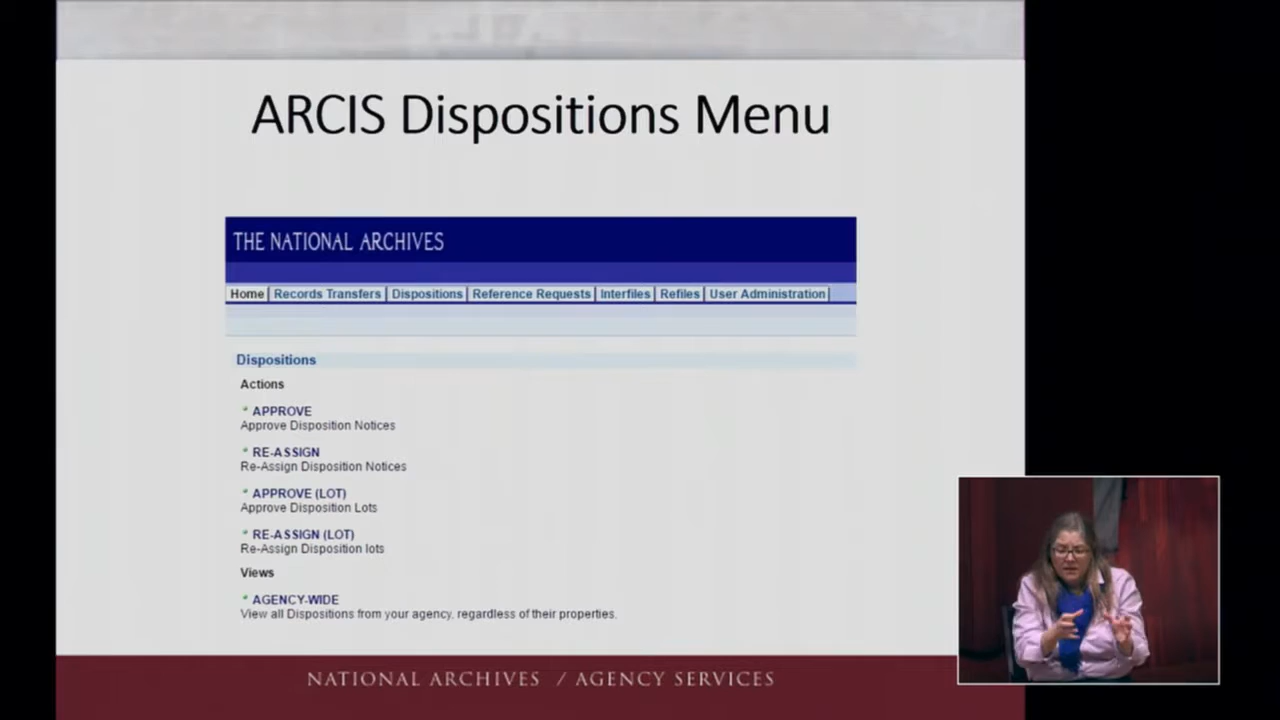 ARCIS Dispositions Menu
THE NATIONAL ARCHIVES
Home Records Transfers Dispositions Reference Requests Interfiles Refiles User Administration
Dispositions
Actions
APPROVE
Approve Disposition Notices
RE-ASSIGN
Re-Assign Disposition Notices
APPROVE (LOT)
Approve Disposition Lots
RE-ASSIGN (LOT)
Re-Assign Disposition lots
Views
AGENCY-WIDE
View all Dispositions from your agency, regardless of their properties.
NATIONAL ARCHIVES / AGENCY SERVICES